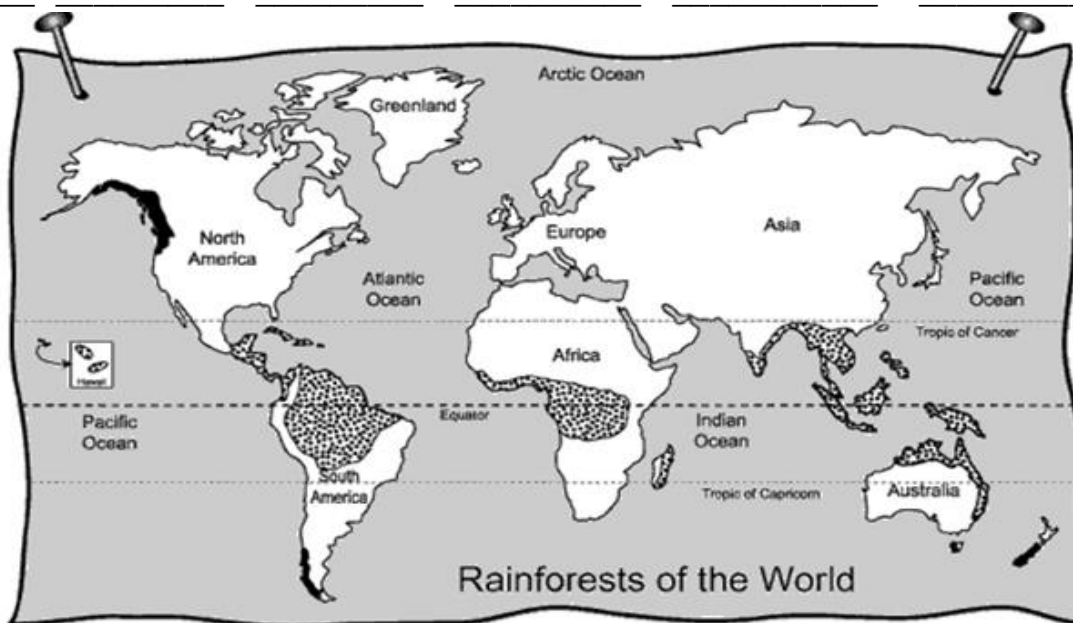 Arctic Ocean
Greenland
North
America
Europe
Asia
Atlantic
Ocean
Pacific
Ocean
Tropic of Cancer
Africa
Hawaii
Pacific
Ocean
Equator
Indian
Ocean
South
America
Tropic of Capricorn
Australia
Rainforests of the World